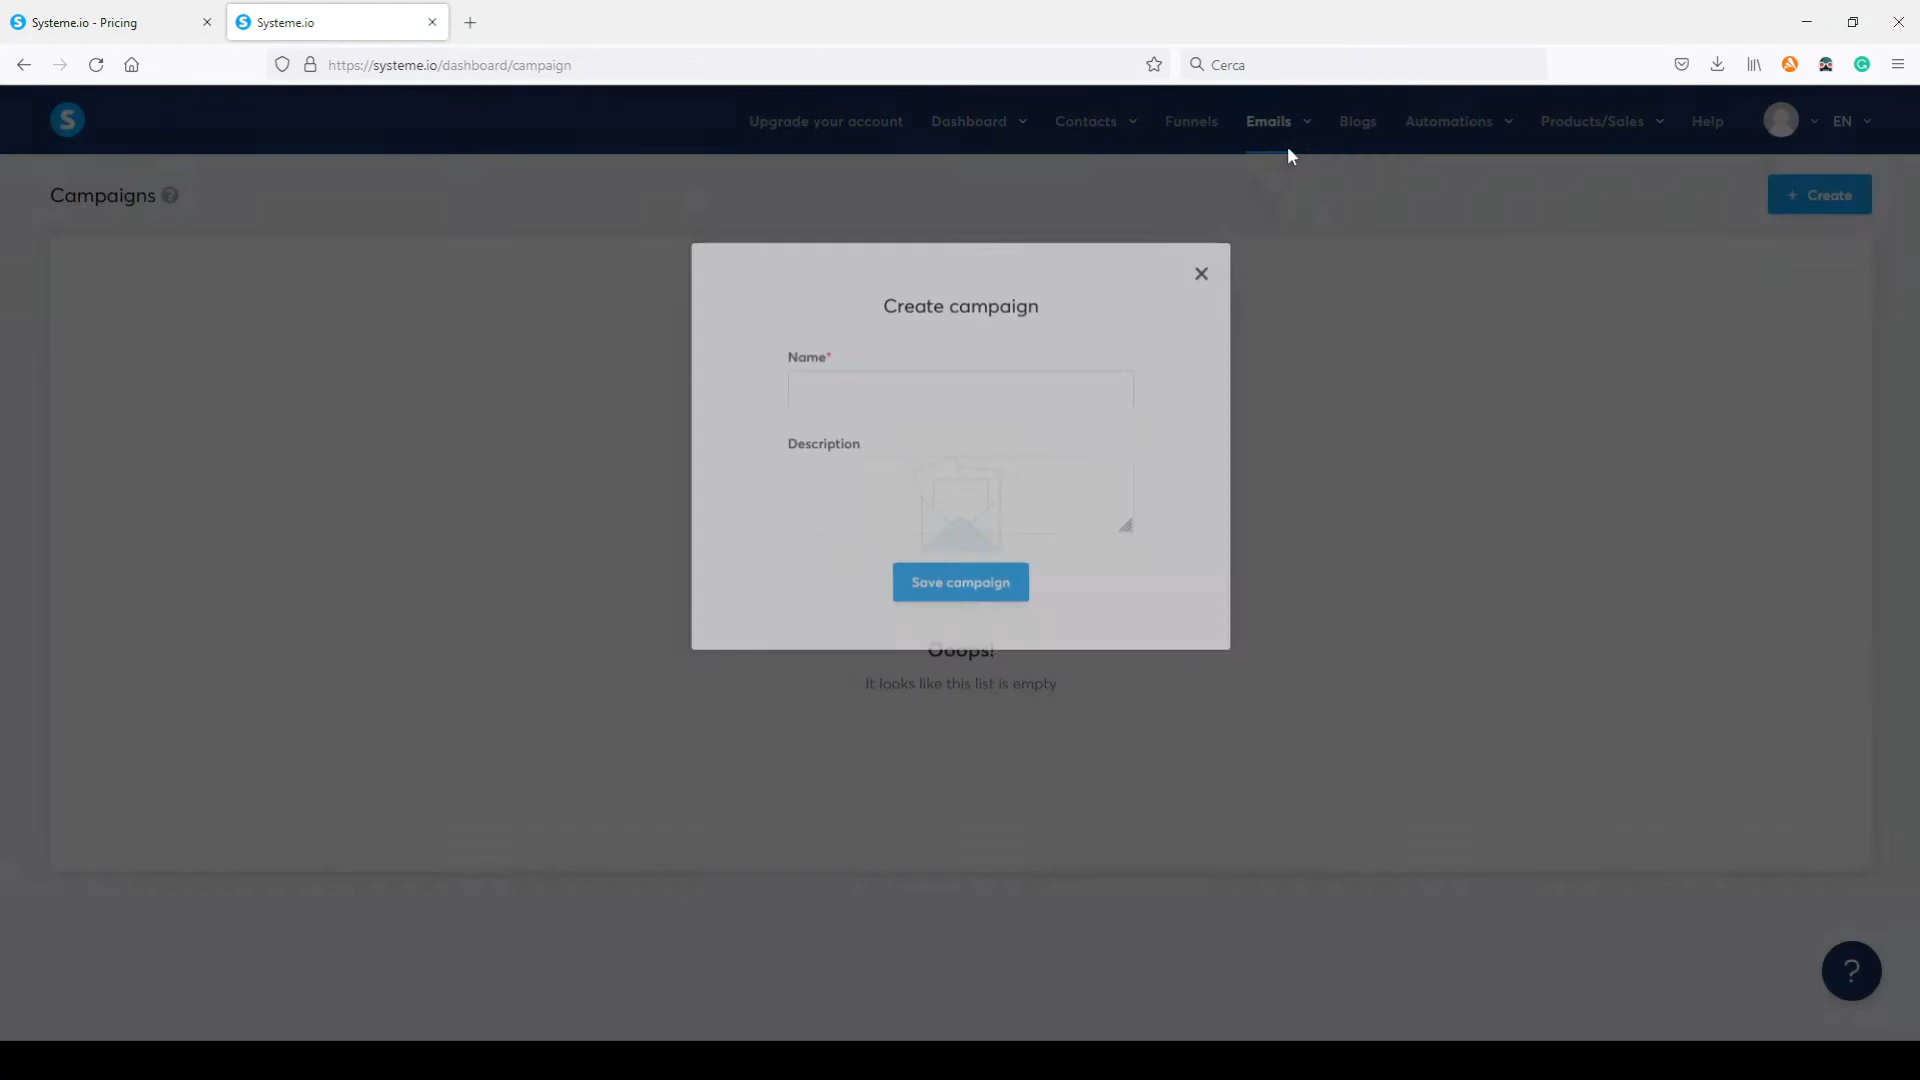 Systeme.io - Pricing
Systeme.io
https://systeme.io/dashboard/campaign
Cerca
S
Upgrade your account
Dashboard
Contacts
Funnels
Emails
Blogs
Automations
Products/Sales
Help
EN
Campaigns ?
+ Create
Create campaign
Name*
Description
Save campaign
Ooops!
It looks like this list is empty
?